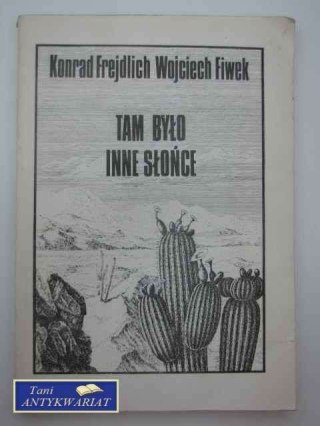 Konrad Frejdlich Wojciech Fiwek
TAM BYŁO
INNE SŁOŃCE
Tani
ANTYKWARIAT